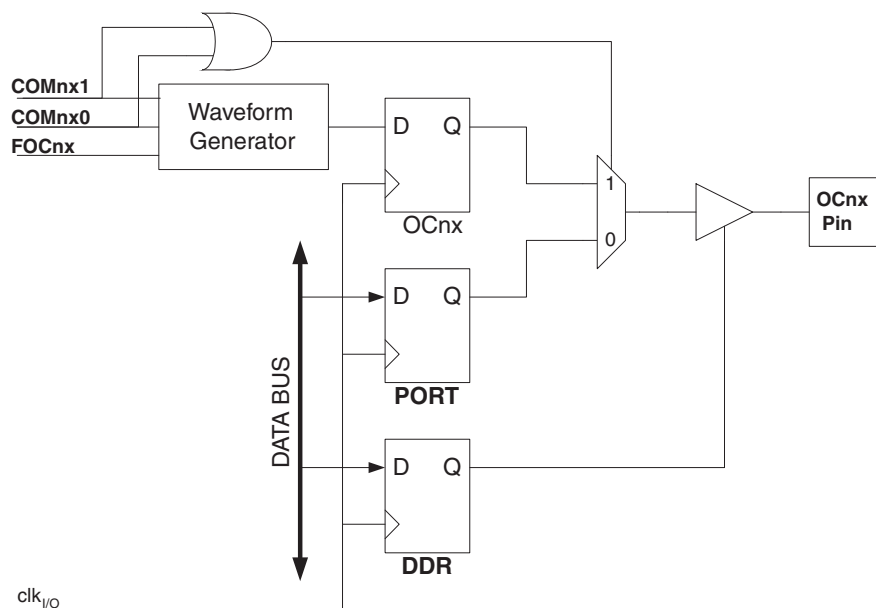 COMnx1
COMnx0
FOCnx
Waveform
Generator
D Q
OCnx
1
0
OCnx
Pin
DATA BUS
D Q
PORT
D Q
DDR
clkI/O